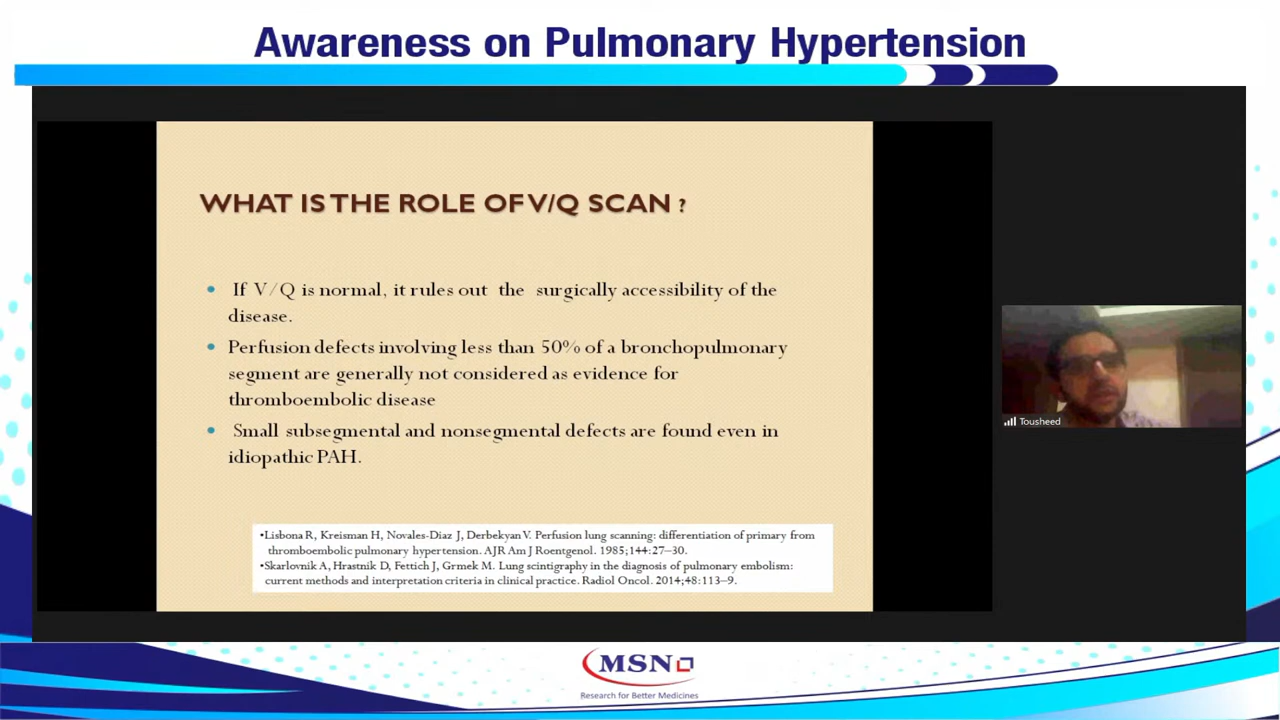 Awareness on Pulmonary Hypertension
WHAT IS THE ROLE OF V/Q SCAN ?
• If V/Q is normal, it rules out the surgically accessibility of the
disease.
• Perfusion defects involving less than 50% of a bronchopulmonary
segment are generally not considered as evidence for
thromboembolic disease
• Small subsegmental and nonsegmental defects are found even in
idiopathic PAH.
•Lisbona R, Kreisman H, Novales-Diaz J, Derbekyan V. Perfusion lung scanning: differentiation of primary from
thromboembolic pulmonary hypertension. AJR Am J Roentgenol. 1985;144:27–30.
•Skarlovnik A, Hrastnik D, Fettich J, Grmek M. Lung scintigraphy in the diagnosis of pulmonary embolism:
current methods and interpretation criteria in clinical practice. Radiol Oncol. 2014;48:113–9.
Tousheed
MSN
Research for Better Medicines